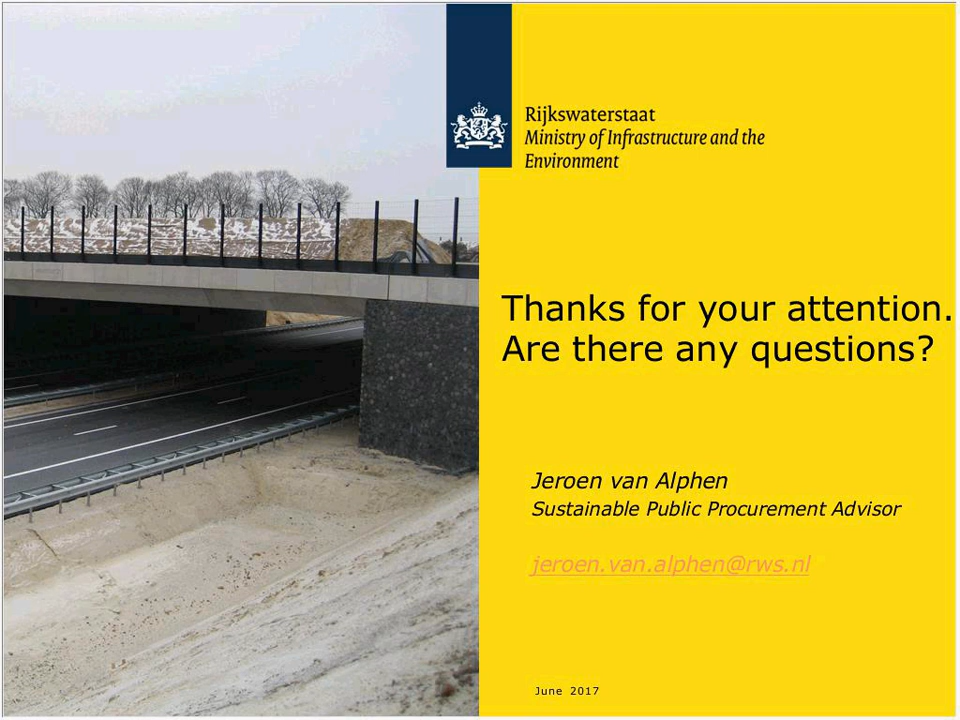 Rijkswaterstaat
Ministry of Infrastructure and the
Environment
Thanks for your attention.
Are there any questions?
Jeroen van Alphen
Sustainable Public Procurement Advisor
jeroen.van.alphen@rws.nl
June 2017